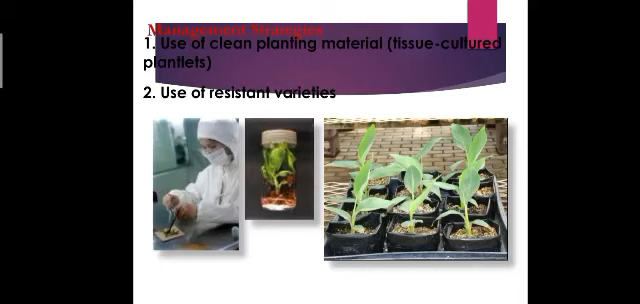 Management Strategies
1. Use of clean planting material (tissue-cultured
plantlets)
2. Use of resistant varieties